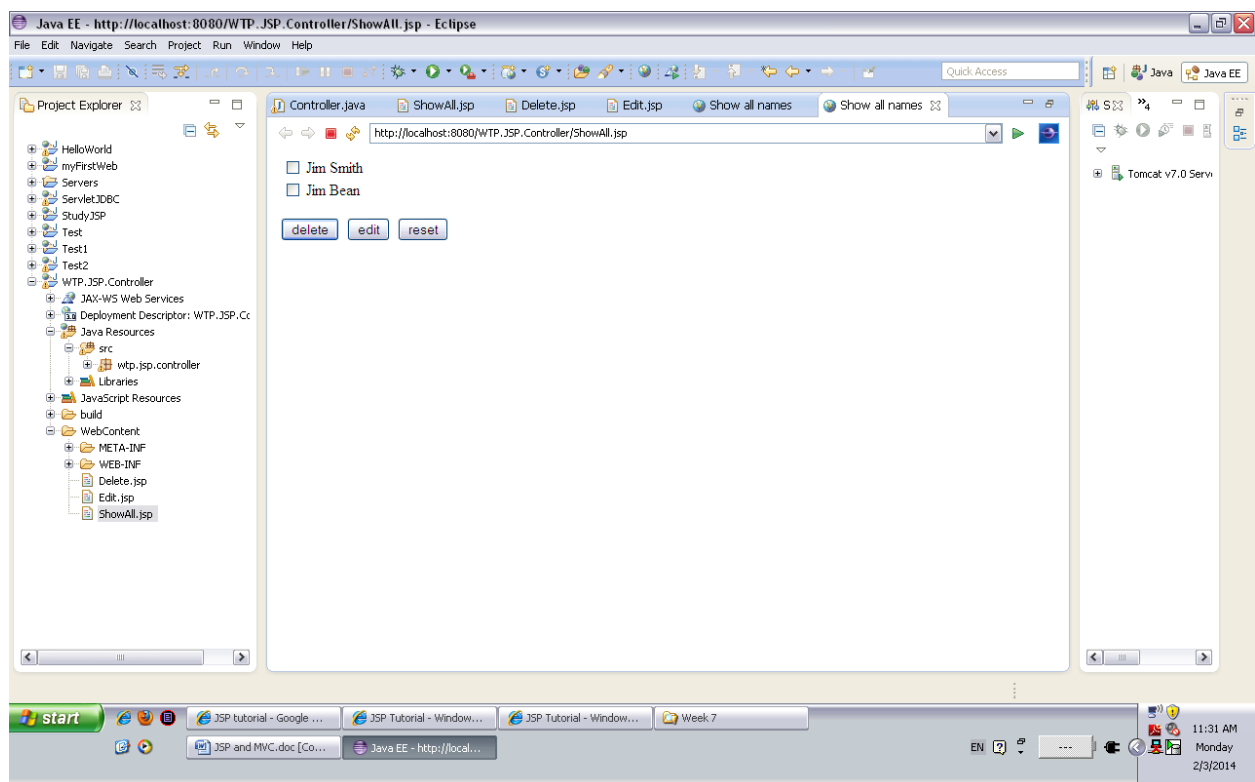 Java EE - http://localhost:8080/WTP.JSP.Controller/ShowAll.jsp - Eclipse
File Edit Navigate Search Project Run Window Help
Quick Access
Java
Java EE
Project Explorer
Controller.java
ShowAll.jsp
Delete.jsp
Edit.jsp
Show all names
Show all names
S
4
http://localhost:8080/WTP.JSP.Controller/ShowAll.jsp
HelloWorld
myFirstWeb
Servers
ServletJDBC
StudyJSP
Test
Test1
Test2
WTP.JSP.Controller
JAX-WS Web Services
Deployment Descriptor: WTP.JSP.Cc
Java Resources
src
wtp.jsp.controller
Libraries
JavaScript Resources
build
WebContent
META-INF
WEB-INF
Delete.jsp
Edit.jsp
ShowAll.jsp
Jim Smith
Jim Bean
delete edit reset
Tomcat v7.0 Serv
start
JSP tutorial - Google ...
JSP Tutorial - Window...
JSP Tutorial - Window...
Week 7
JSP and MVC.doc [Co...
Java EE - http://local...
EN
11:31 AM
Monday
2/3/2014